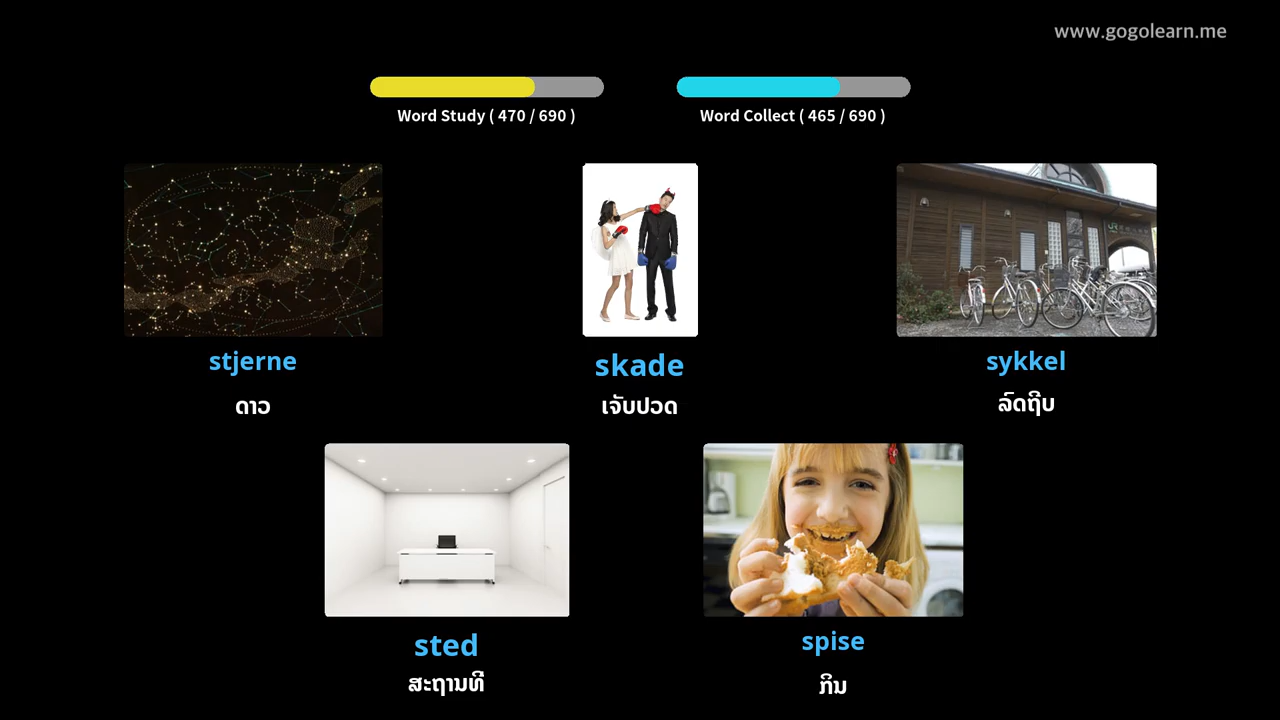 www.gogolearn.me
Word Study ( 470 / 690 )
Word Collect ( 465 / 690 )
stjerne
ດາວ
skade
ເຈັບປວດ
sykkel
ລົດຖີບ
sted
ສະຖານທີ
spise
ກິນ